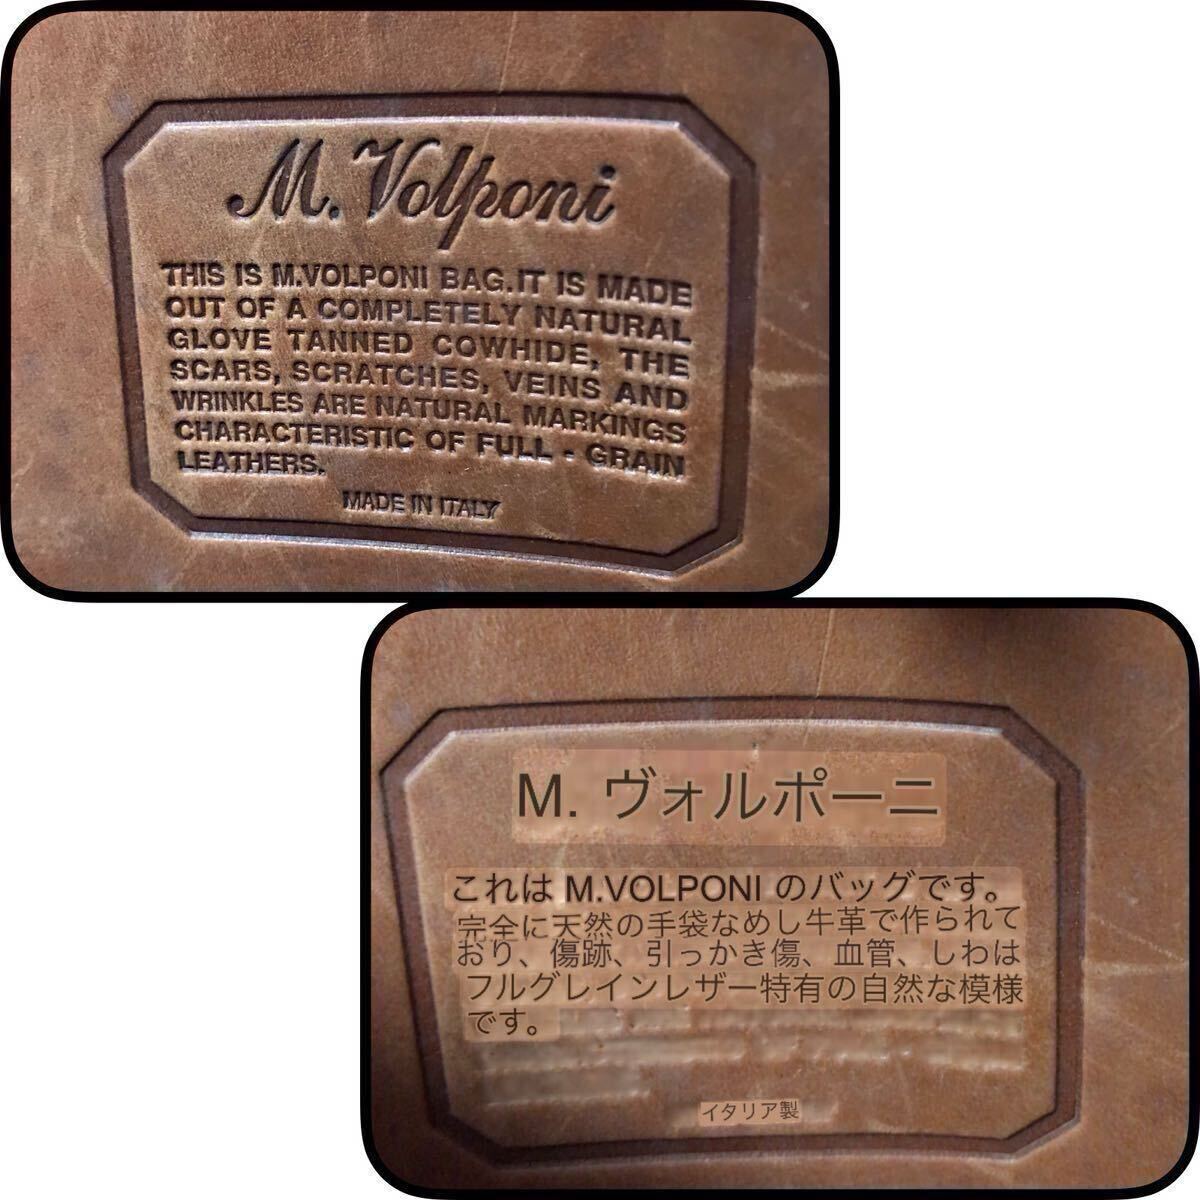 M. Volponi
THIS IS M.VOLPONI BAG.IT IS MADE
OUT OF A COMPLETELY NATURAL
GLOVE TANNED COWHIDE, THE
SCARS, SCRATCHES, VEINS AND
WRINKLES ARE NATURAL MARKINGS
CHARACTERISTIC OF FULL - GRAIN
LEATHERS.
MADE IN ITALY
M. ヴォルポーニ
これは M.VOLPONI のバッグです。
完全に天然の手袋なめし牛革で作られて
おり、傷跡、引っかき傷、血管、しわは
フルグレインレザー特有の自然な模様
です。
イタリア製